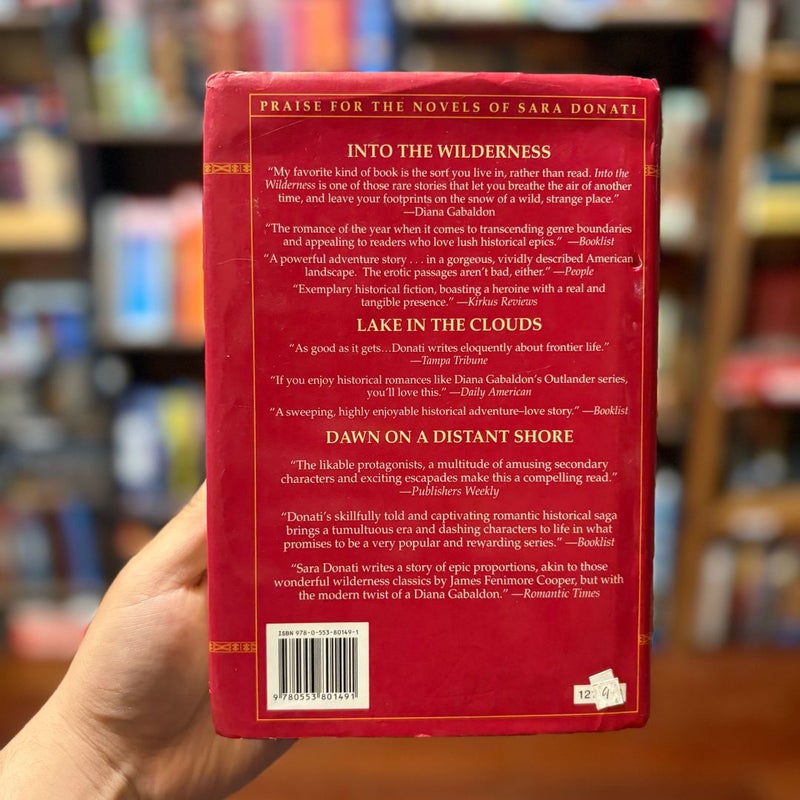 PRAISE FOR THE NOVELS OF SARA DONATI
INTO THE WILDERNESS
"My favorite kind of book is the sort you live in, rather than read. Into the
Wilderness is one of those rare stories that let you breathe the air of another
time, and leave your footprints on the snow of a wild, strange place."
—Diana Gabaldon
"The romance of the year when it comes to transcending genre boundaries
and appealing to readers who love lush historical epics." —Booklist
"A powerful adventure story . . . in a gorgeous, vividly described American
landscape. The erotic passages aren't bad, either." —People
"Exemplary historical fiction, boasting a heroine with a real and
tangible presence." —Kirkus Reviews
LAKE IN THE CLOUDS
"As good as it gets...Donati writes eloquently about frontier life."
—Tampa Tribune
"If you enjoy historical romances like Diana Gabaldon's Outlander series,
you'll love this." —Daily American
"A sweeping, highly enjoyable historical adventure–love story." —Booklist
DAWN ON A DISTANT SHORE
"The likable protagonists, a multitude of amusing secondary
characters and exciting escapades make this a compelling read."
—Publishers Weekly
"Donati's skillfully told and captivating romantic historical saga
brings a tumultuous era and dashing characters to life in what
promises to be a very popular and rewarding series." —Booklist
"Sara Donati writes a story of epic proportions, akin to those
wonderful wilderness classics by James Fenimore Cooper, but with
the modern twist of a Diana Gabaldon." —Romantic Times
ISBN 978-0-553-80149-1
9 780553 801491
12